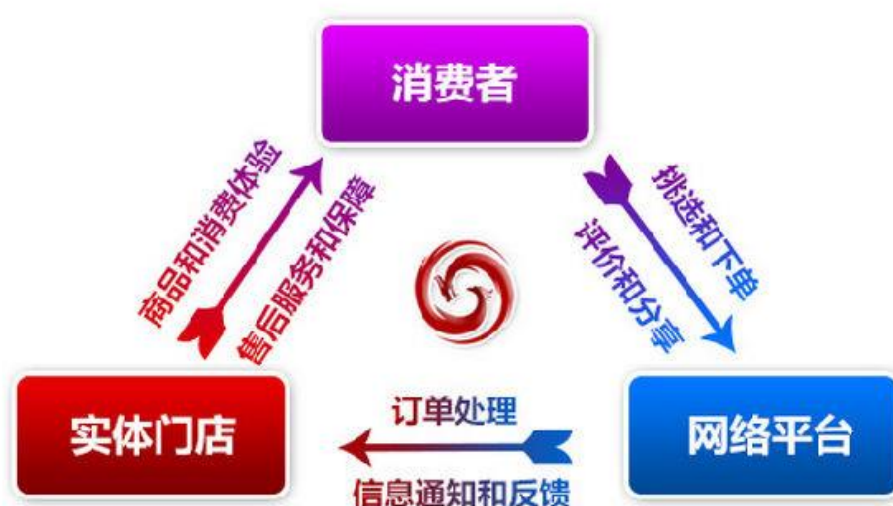 消费者
商品和消费体验
售后服务和保障
挑选和下单
评价和分享
实体门店
订单处理
信息通知和反馈
网络平台